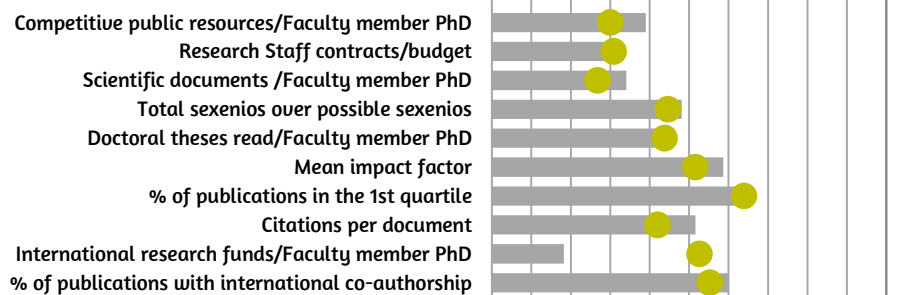 Competitive public resources/Faculty member PhD
Research Staff contracts/budget
Scientific documents /Faculty member PhD
Total sexenios over possible sexenios
Doctoral theses read/Faculty member PhD
Mean impact factor
% of publications in the 1st quartile
Citations per document
International research funds/Faculty member PhD
% of publications with international co-authorship